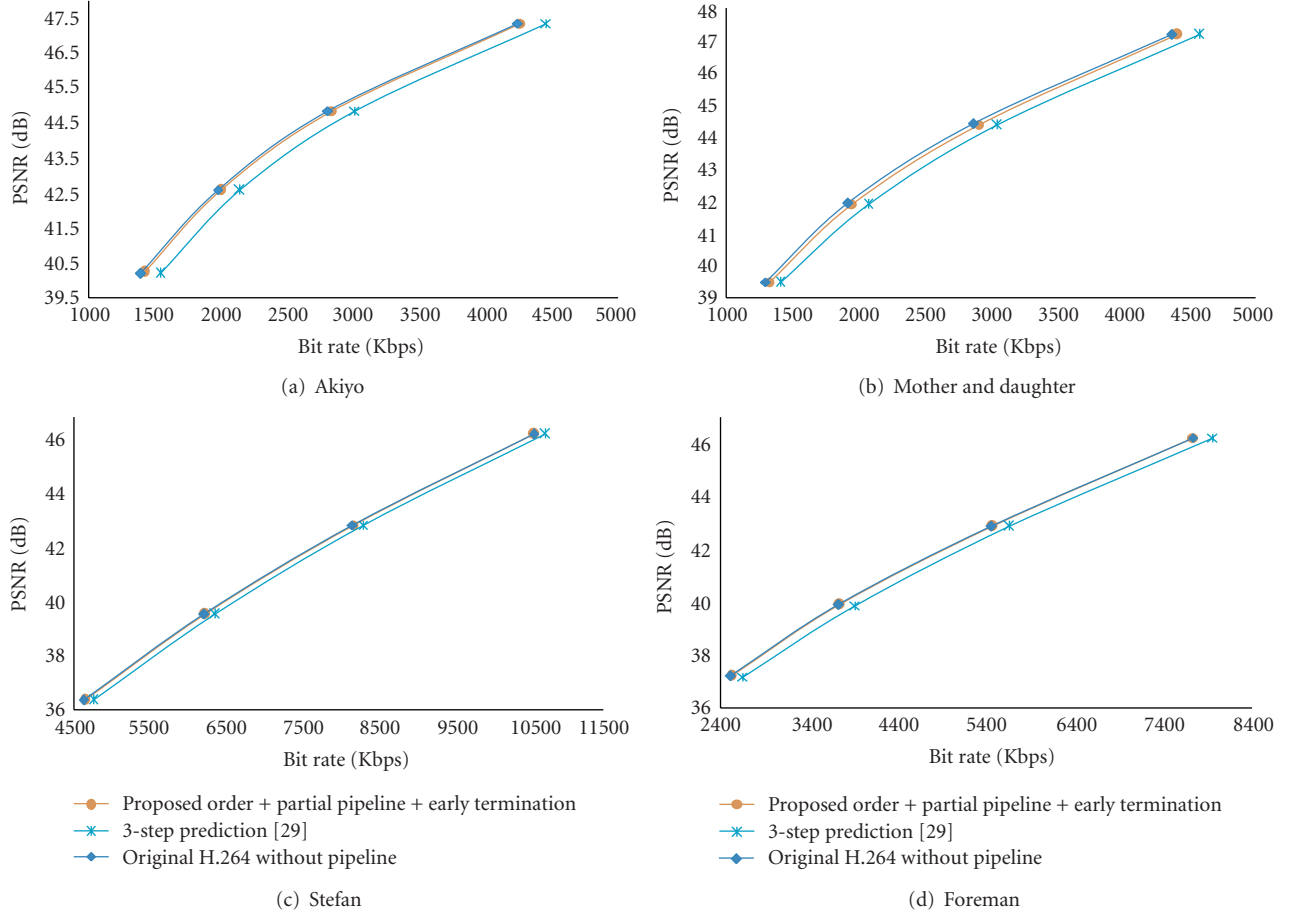 47.5
46.5
45.5
44.5
43.5
42.5
41.5
40.5
39.5
PSNR (dB)
1000 1500 2000 2500 3000 3500 4000 4500 5000
Bit rate (Kbps)
(a) Akiyo
48
47
46
45
44
43
42
41
40
39
PSNR (dB)
1000 1500 2000 2500 3000 3500 4000 4500 5000
Bit rate (Kbps)
(b) Mother and daughter
46
44
42
40
38
36
PSNR (dB)
4500 5500 6500 7500 8500 9500 10500 11500
Bit rate (Kbps)
Proposed order + partial pipeline + early termination
3-step prediction [29]
Original H.264 without pipeline
(c) Stefan
46
44
42
40
38
36
PSNR (dB)
2400 3400 4400 5400 6400 7400 8400
Bit rate (Kbps)
Proposed order + partial pipeline + early termination
3-step prediction [29]
Original H.264 without pipeline
(d) Foreman